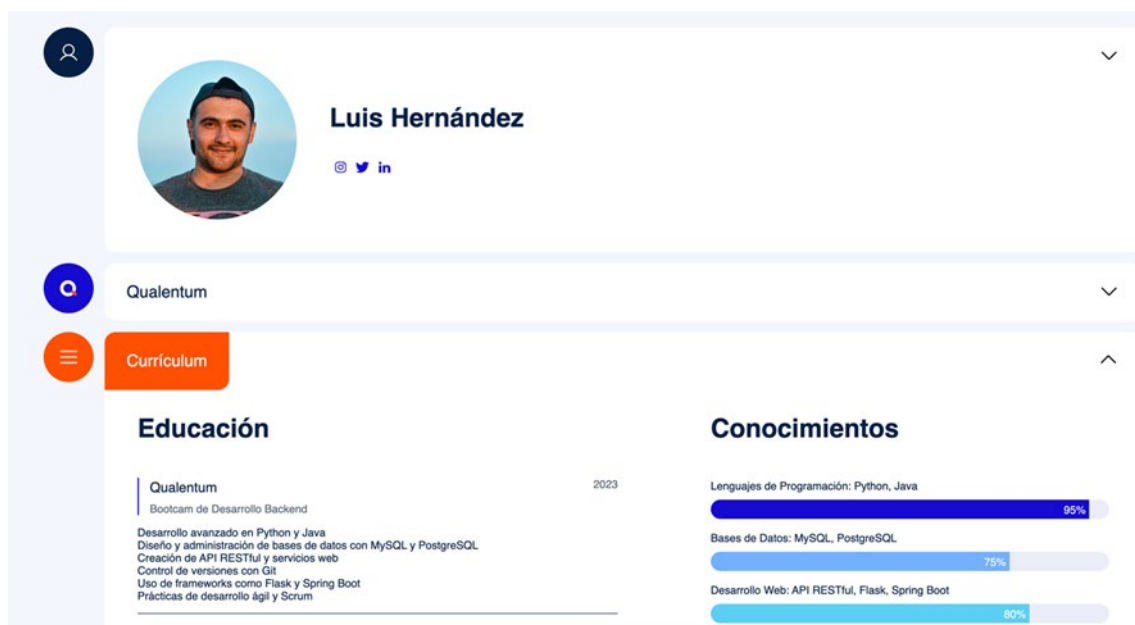 Luis Hernández
in
Qualentum
Currículum
Educación
Qualentum
2023
Bootcam de Desarrollo Backend
Desarrollo avanzado en Python y Java
Diseño y administración de bases de datos con MySQL y PostgreSQL
Creación de API RESTful y servicios web
Control de versiones con Git
Uso de frameworks como Flask y Spring Boot
Prácticas de desarrollo ágil y Scrum
Conocimientos
Lenguajes de Programación: Python, Java
95%
Bases de Datos: MySQL, PostgreSQL
75%
Desarrollo Web: API RESTful, Flask, Spring Boot
80%